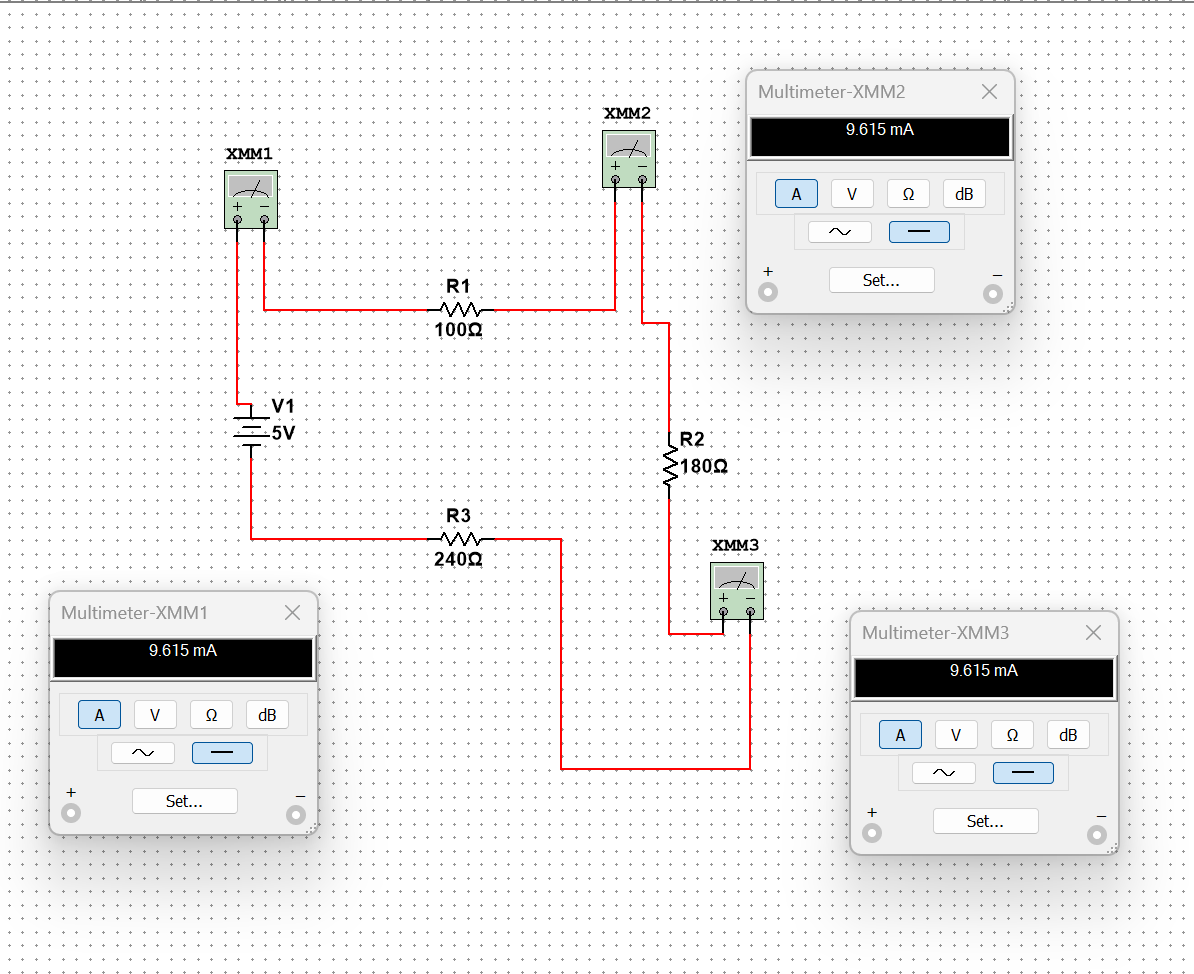 XMM1
XMM2
XMM3
R1
100Ω
V1
5V
R2
180Ω
R3
240Ω
Multimeter-XMM2
9.615 mA
A V Ω dB
Set...
+ −
Multimeter-XMM1
9.615 mA
A V Ω dB
Set...
+ −
Multimeter-XMM3
9.615 mA
A V Ω dB
Set...
+ −